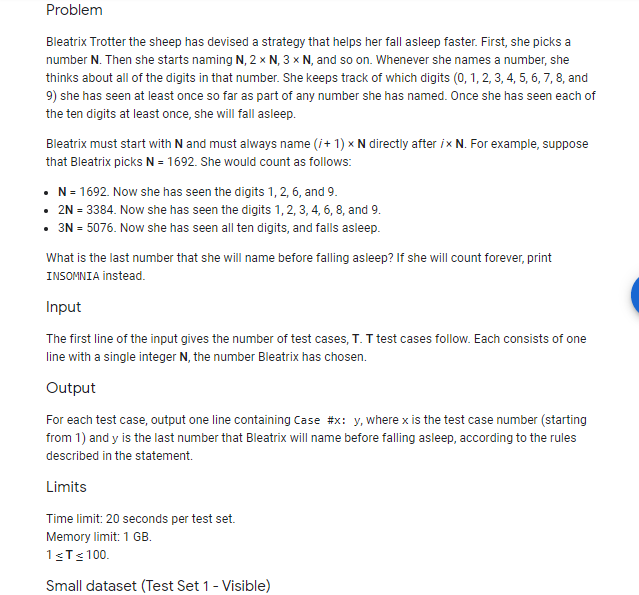 Problem
Bleatrix Trotter the sheep has devised a strategy that helps her fall asleep faster. First, she picks a
number N. Then she starts naming N, 2 × N, 3 × N, and so on. Whenever she names a number, she
thinks about all of the digits in that number. She keeps track of which digits (0, 1, 2, 3, 4, 5, 6, 7, 8, and
9) she has seen at least once so far as part of any number she has named. Once she has seen each of
the ten digits at least once, she will fall asleep.
Bleatrix must start with N and must always name (i + 1) × N directly after i × N. For example, suppose
that Bleatrix picks N = 1692. She would count as follows:
• N = 1692. Now she has seen the digits 1, 2, 6, and 9.
• 2N = 3384. Now she has seen the digits 1, 2, 3, 4, 6, 8, and 9.
• 3N = 5076. Now she has seen all ten digits, and falls asleep.
What is the last number that she will name before falling asleep? If she will count forever, print
INSOMNIA instead.
Input
The first line of the input gives the number of test cases, T. T test cases follow. Each consists of one
line with a single integer N, the number Bleatrix has chosen.
Output
For each test case, output one line containing Case #x: y, where x is the test case number (starting
from 1) and y is the last number that Bleatrix will name before falling asleep, according to the rules
described in the statement.
Limits
Time limit: 20 seconds per test set.
Memory limit: 1 GB.
1 ≤ T ≤ 100.
Small dataset (Test Set 1 - Visible)